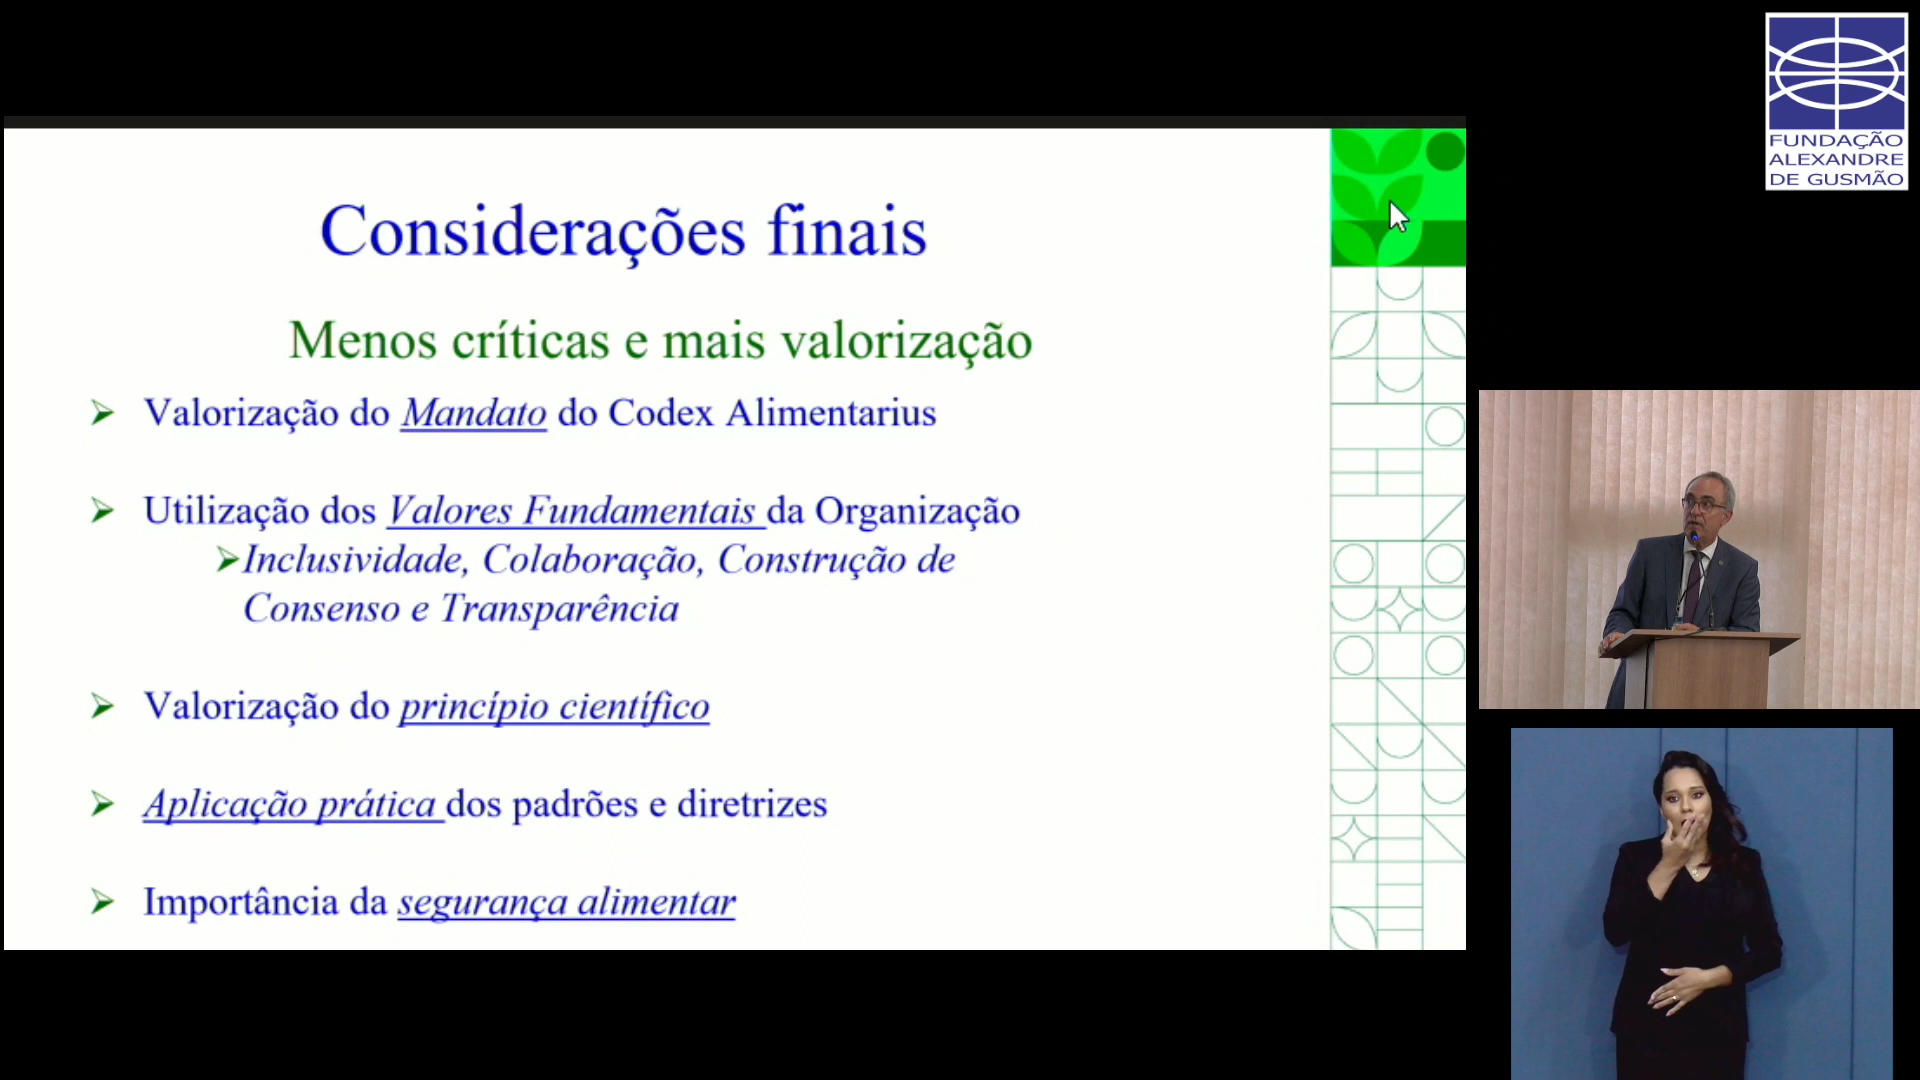 Considerações finais
Menos críticas e mais valorização
Valorização do Mandato do Codex Alimentarius
Utilização dos Valores Fundamentais da Organização
Inclusividade, Colaboração, Construção de
Consenso e Transparência
Valorização do princípio científico
Aplicação prática dos padrões e diretrizes
Importância da segurança alimentar
FUNDAÇÃO
ALEXANDRE
DE GUSMÃO